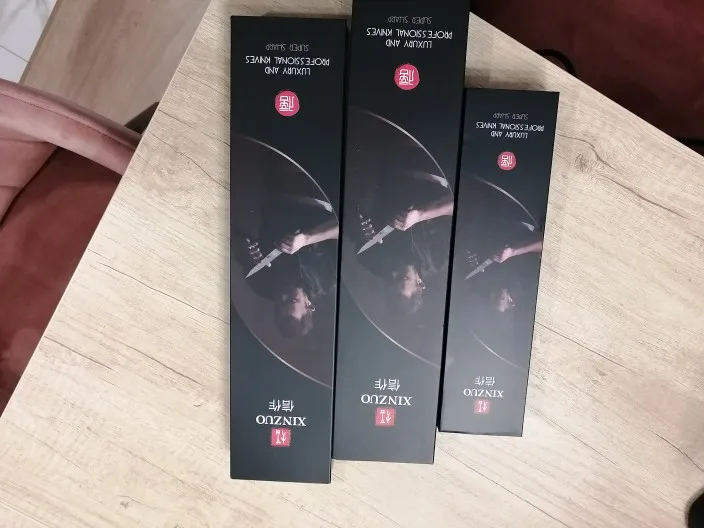 XINZUO
信作
LUXURY AND
PROFESSIONAL KNIVES
SUPER SHARP
XINZUO
信作
LUXURY AND
PROFESSIONAL KNIVES
SUPER SHARP
XINZUO
信作
LUXURY AND
PROFESSIONAL KNIVES
SUPER SHARP